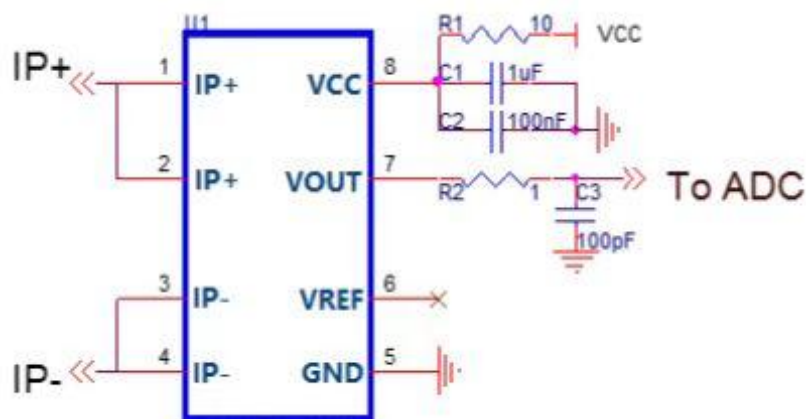 U1
R1 10 VCC
IP+ 1 IP+ VCC 8 C1 1uF
C2 100nF
2 IP+ VOUT 7 R2 1 C3 To ADC
100pF
3 IP- VREF 6
IP- 4 IP- GND 5